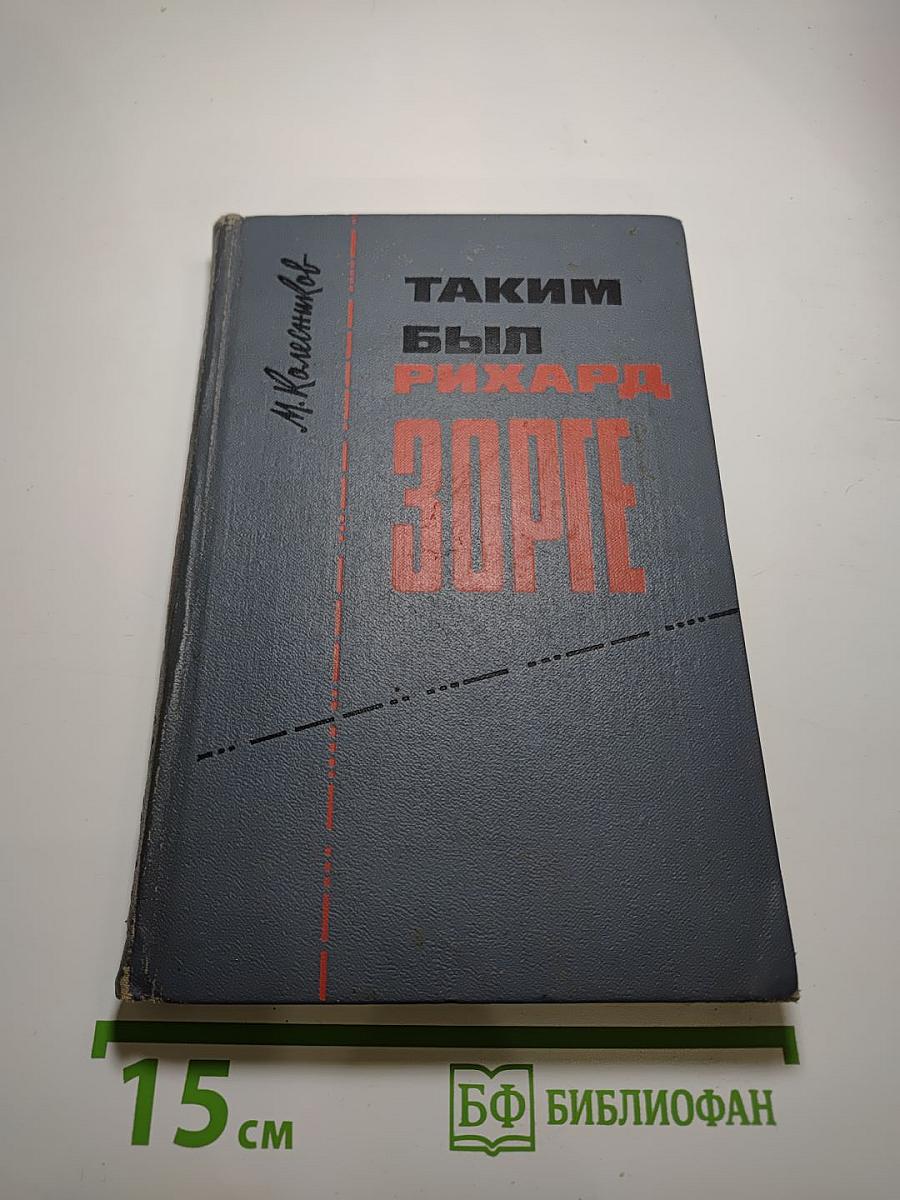 М. Колесников
ТАКИМ
БЫЛ
РИХАРД
ЗОРГЕ
15 см
БФ БИБЛИОФАН